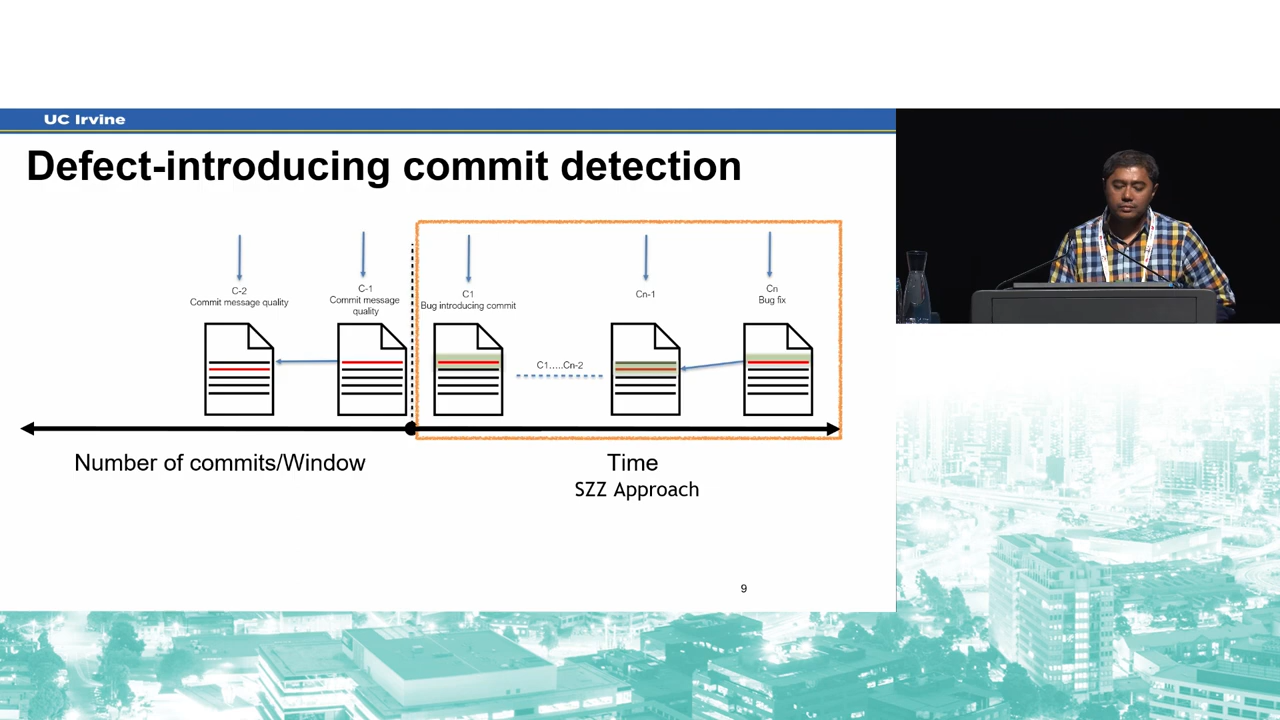 UC Irvine
Defect-introducing commit detection
C-2
Commit message quality
C-1
Commit message
quality
C1
Bug introducing commit
Cn-1
Cn
Bug fix
C1.....Cn-2
Number of commits/Window
Time
SZZ Approach
9